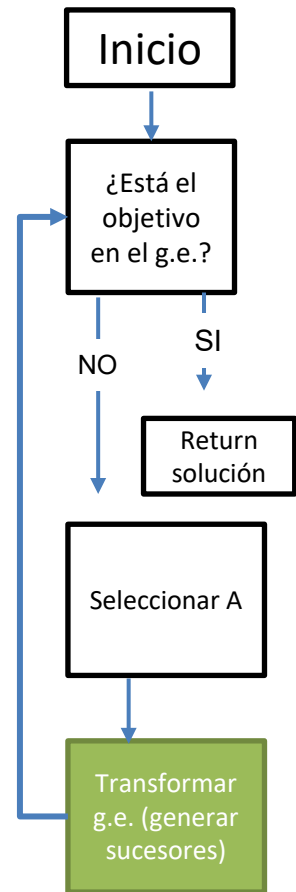 Inicio
¿Está el
objetivo
en el g.e.?
NO
SI
Return
solución
Seleccionar A
Transformar
g.e. (generar
sucesores)